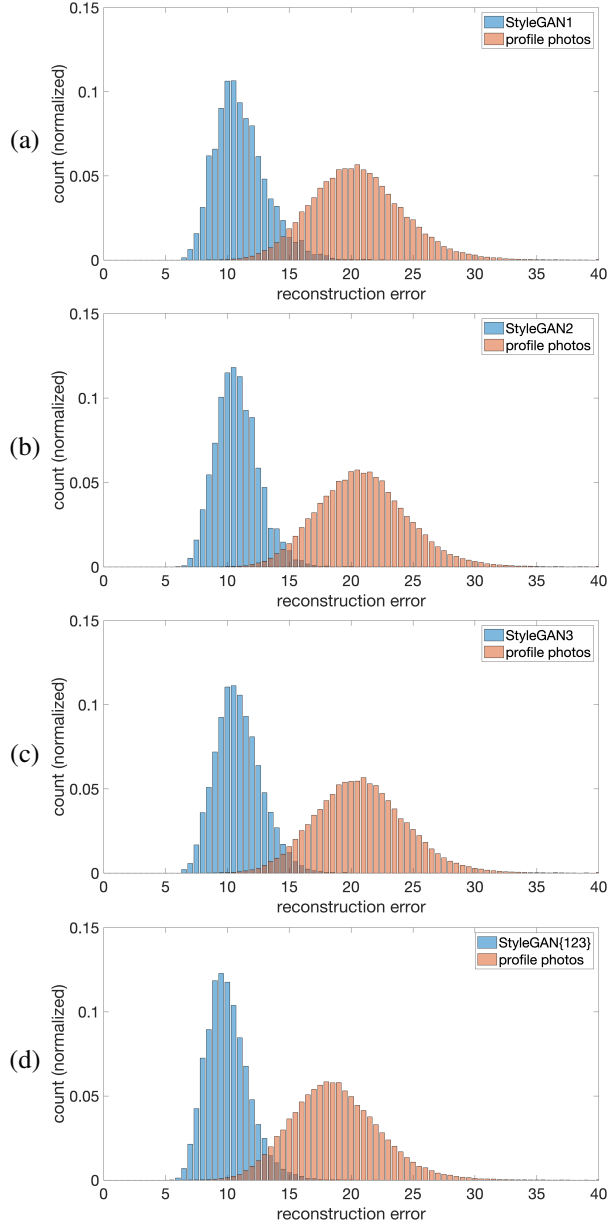 0.15
StyleGAN1
profile photos
0.1
(a)
count (normalized)
0.05
0
0 5 10 15 20 25 30 35 40
reconstruction error
0.15
StyleGAN2
profile photos
0.1
(b)
count (normalized)
0.05
0
0 5 10 15 20 25 30 35 40
reconstruction error
0.15
StyleGAN3
profile photos
0.1
(c)
count (normalized)
0.05
0
0 5 10 15 20 25 30 35 40
reconstruction error
0.15
StyleGAN{123}
profile photos
0.1
(d)
count (normalized)
0.05
0
0 5 10 15 20 25 30 35 40
reconstruction error